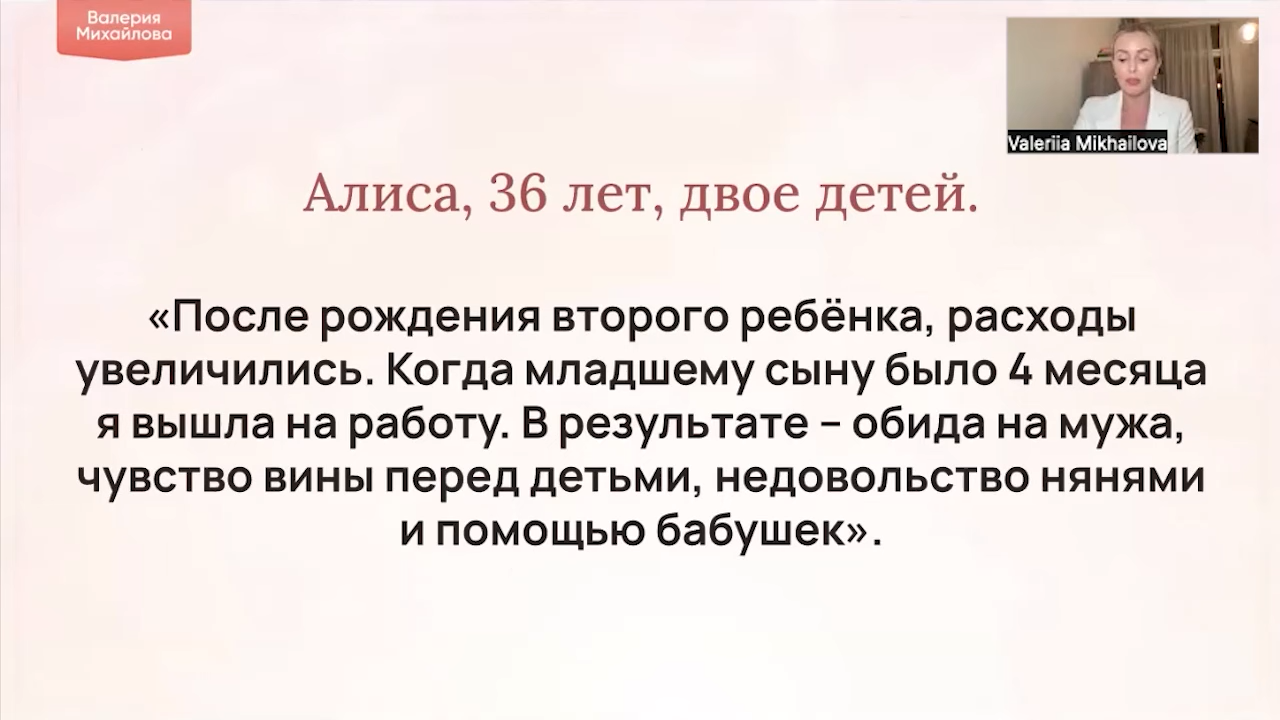 Валерия
Михайлова
Valeriia Mikhailova
Алиса, 36 лет, двое детей.
«После рождения второго ребёнка, расходы
увеличились. Когда младшему сыну было 4 месяца
я вышла на работу. В результате – обида на мужа,
чувство вины перед детьми, недовольство нянями
и помощью бабушек».